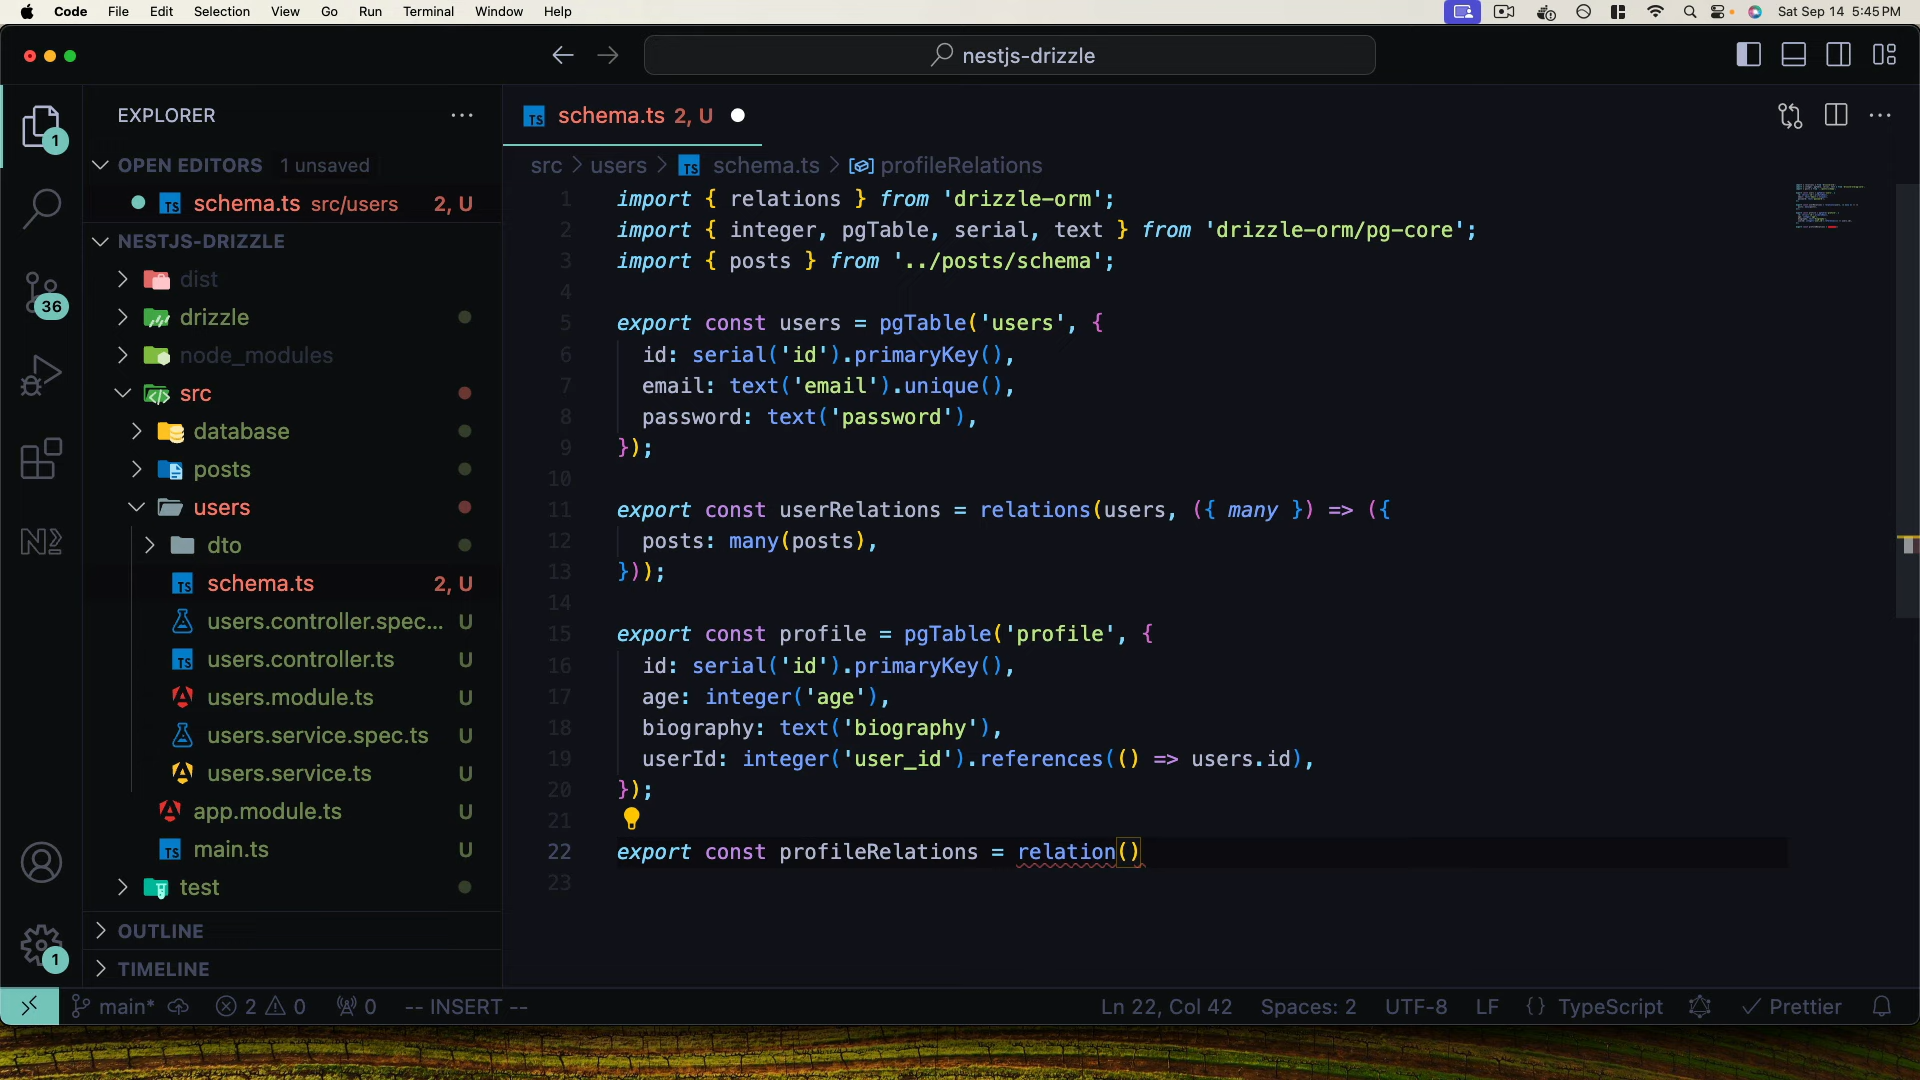 Code File Edit Selection View Go Run Terminal Window Help
Sat Sep 14 5:45 PM
nestjs-drizzle
EXPLORER
1
OPEN EDITORS 1 unsaved
schema.ts src/users 2, U
NESTJS-DRIZZLE
dist
36
drizzle
node_modules
src
database
posts
users
dto
schema.ts 2, U
users.controller.spec... U
users.controller.ts U
users.module.ts U
users.service.spec.ts U
users.service.ts U
app.module.ts U
main.ts U
test
OUTLINE
1
TIMELINE
TS schema.ts 2, U
src > users > TS schema.ts > profileRelations
1 import { relations } from 'drizzle-orm';
2 import { integer, pgTable, serial, text } from 'drizzle-orm/pg-core';
3 import { posts } from '../posts/schema';
4
5 export const users = pgTable('users', {
6 id: serial('id').primaryKey(),
7 email: text('email').unique(),
8 password: text('password'),
9 });
10
11 export const userRelations = relations(users, ({ many }) => ({
12 posts: many(posts),
13 }));
14
15 export const profile = pgTable('profile', {
16 id: serial('id').primaryKey(),
17 age: integer('age'),
18 biography: text('biography'),
19 userId: integer('user_id').references(() => users.id),
20 });
21
22 export const profileRelations = relation()
23
main* 2 0 0 -- INSERT -- Ln 22, Col 42 Spaces: 2 UTF-8 LF {} TypeScript Prettier